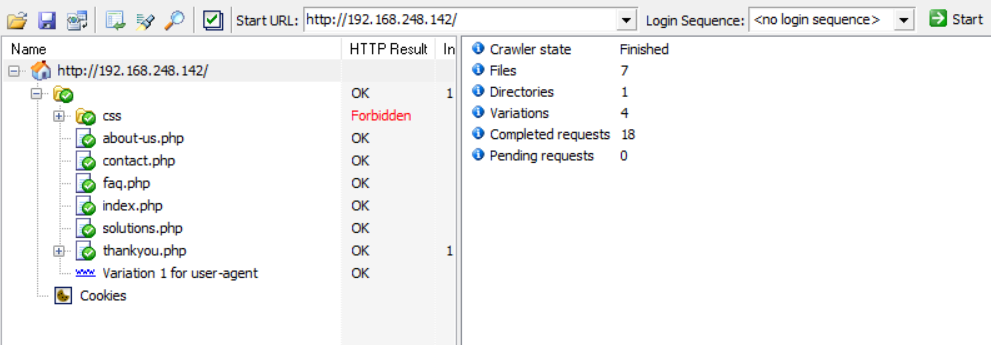 Start URL: http://192.168.248.142/ Login Sequence: <no login sequence> Start
Name HTTP Result In
http://192.168.248.142/
OK 1
css Forbidden
about-us.php OK
contact.php OK
faq.php OK
index.php OK
solutions.php OK
thankyou.php OK 1
Variation 1 for user-agent OK
Cookies
Crawler state Finished
Files 7
Directories 1
Variations 4
Completed requests 18
Pending requests 0